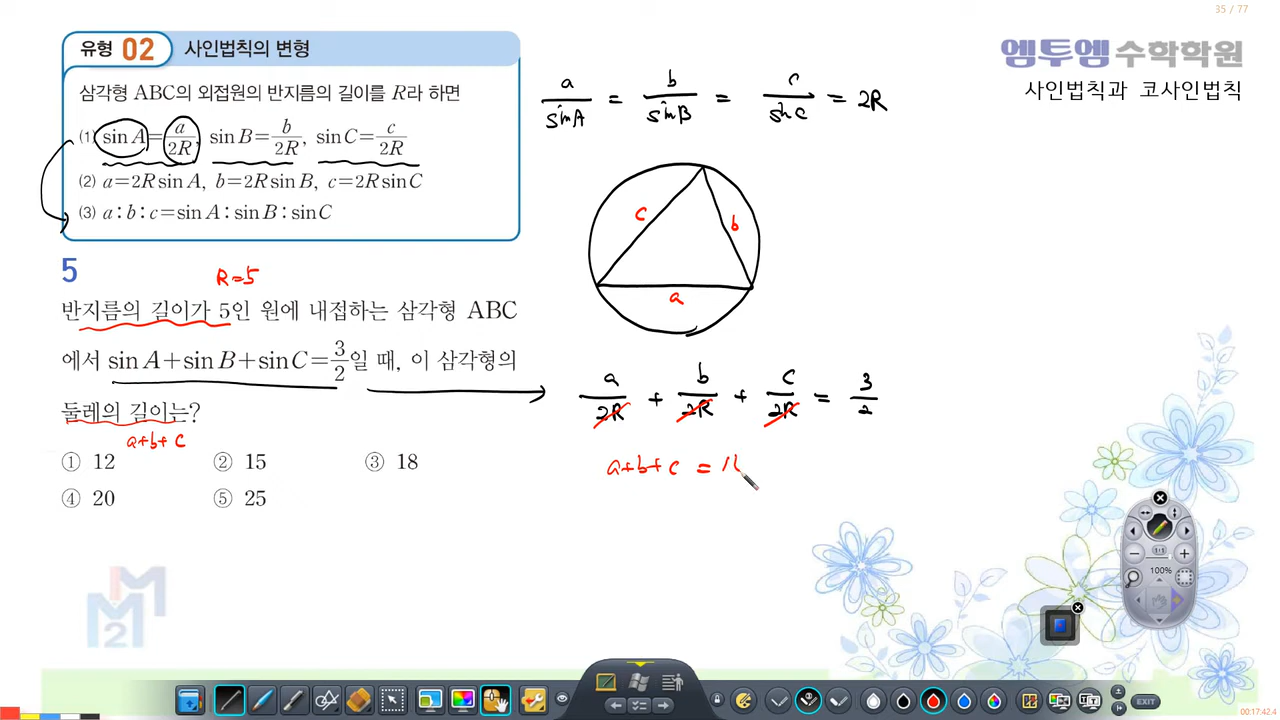 35 / 77
엠투엠수학학원
사인법칙과 코사인법칙
유형 02 사인법칙의 변형
삼각형 ABC의 외접원의 반지름의 길이를 R라 하면
(1) sin A=a/2R, sin B=b/2R, sin C=c/2R
(2) a=2R sin A, b=2R sin B, c=2R sin C
(3) a : b : c=sin A : sin B : sin C
a/sinA = b/sinB = c/sinC = 2R
c
b
a
5
R=5
반지름의 길이가 5인 원에 내접하는 삼각형 ABC
에서 sin A+sin B+sin C=3/2일 때, 이 삼각형의
둘레의 길이는?
a+b+c
① 12 ② 15 ③ 18
④ 20 ⑤ 25
a/2R + b/2R + c/2R = 3/2
a+b+c =
M
M2
1:1
100%
EXIT
00:17:42.4